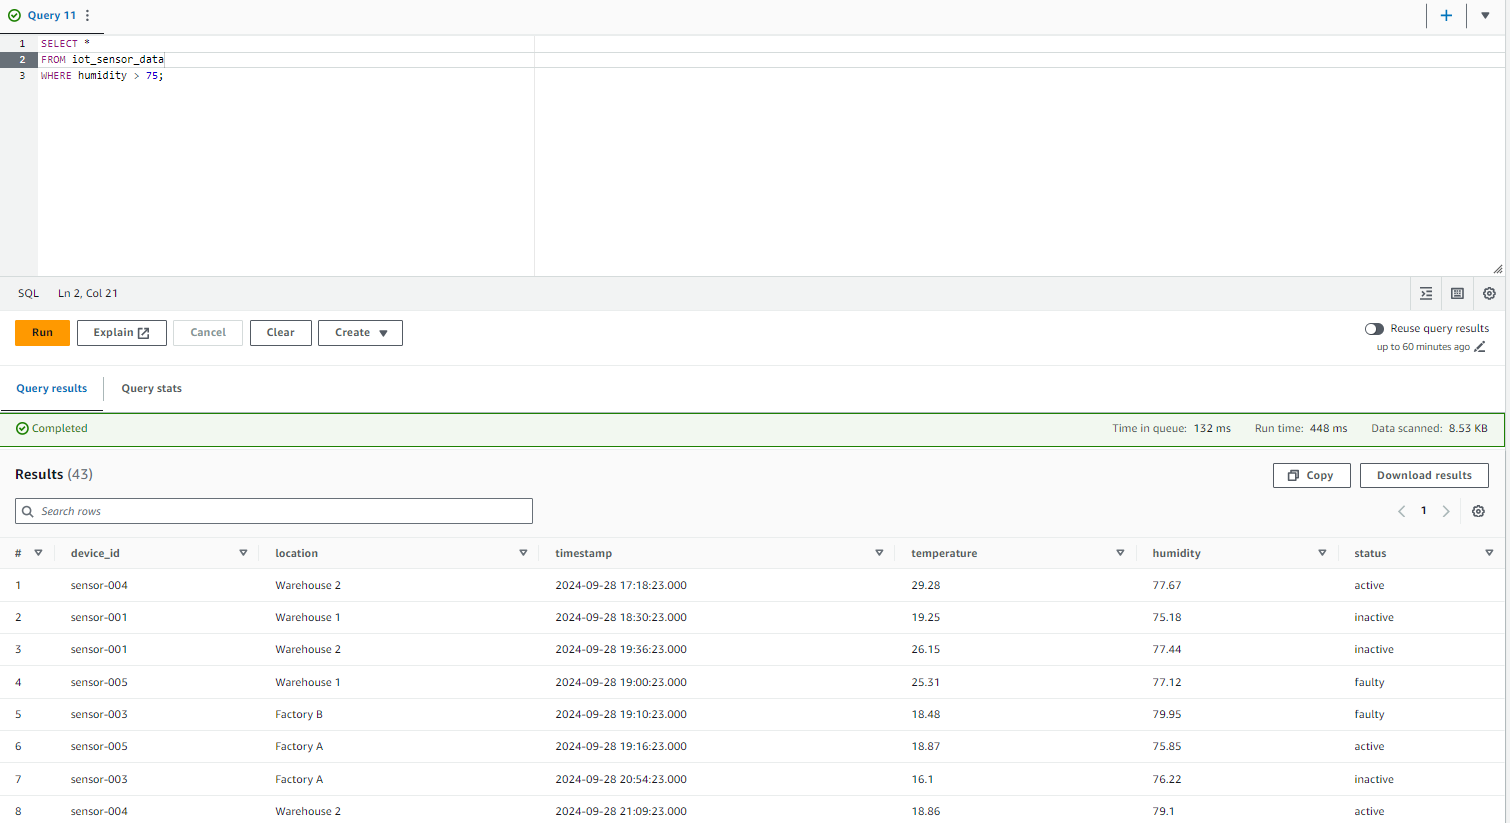 Query 11
1 SELECT *
2 FROM iot_sensor_data
3 WHERE humidity > 75;
SQL Ln 2, Col 21
Run Explain Cancel Clear Create Reuse query results
up to 60 minutes ago
Query results Query stats
Completed Time in queue: 132 ms Run time: 448 ms Data scanned: 8.53 KB
Results (43) Copy Download results
Search rows 1
# device_id location timestamp temperature humidity status
1 sensor-004 Warehouse 2 2024-09-28 17:18:23.000 29.28 77.67 active
2 sensor-001 Warehouse 1 2024-09-28 18:30:23.000 19.25 75.18 inactive
3 sensor-001 Warehouse 2 2024-09-28 19:36:23.000 26.15 77.44 inactive
4 sensor-005 Warehouse 1 2024-09-28 19:00:23.000 25.31 77.12 faulty
5 sensor-003 Factory B 2024-09-28 19:10:23.000 18.48 79.95 faulty
6 sensor-005 Factory A 2024-09-28 19:16:23.000 18.87 75.85 active
7 sensor-003 Factory A 2024-09-28 20:54:23.000 16.1 76.22 inactive
8 sensor-004 Warehouse 2 2024-09-28 21:09:23.000 18.86 79.1 active